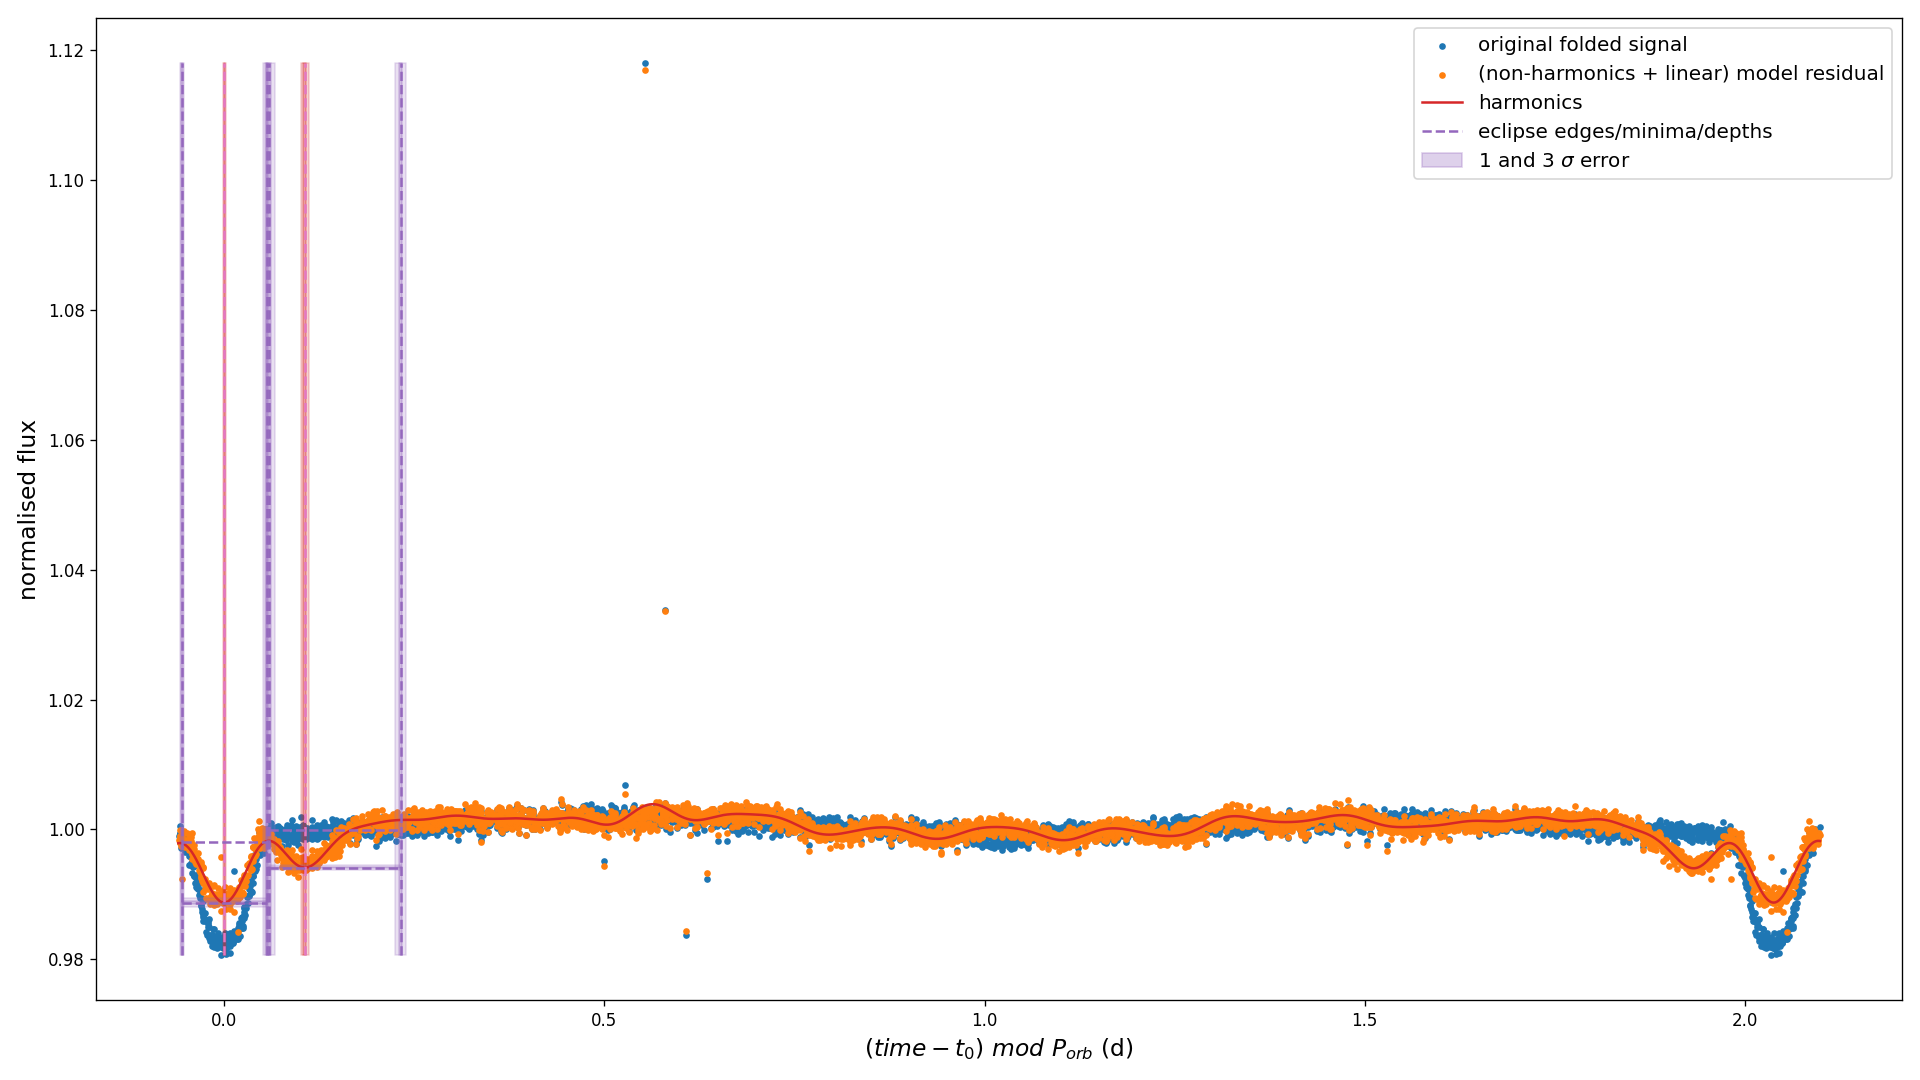 original folded signal
(non-harmonics + linear) model residual
harmonics
eclipse edges/minima/depths
1 and 3 σ error
normalised flux
1.12
1.10
1.08
1.06
1.04
1.02
1.00
0.98
0.0 0.5 1.0 1.5 2.0
(time − t₀) mod P_orb (d)